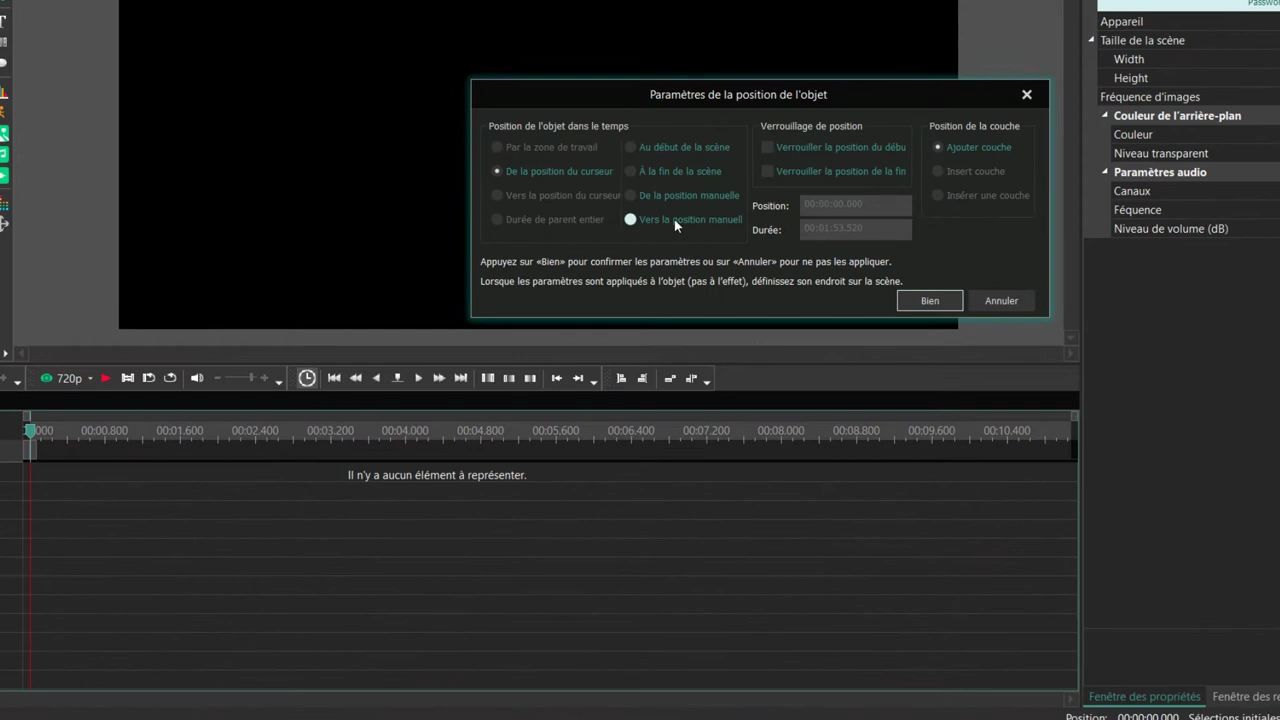 Passwo
Appareil
Taille de la scène
Width
Height
Fréquence d'images
Couleur de l'arrière-plan
Couleur
Niveau transparent
Paramètres audio
Canaux
Féquence
Niveau de volume (dB)
Paramètres de la position de l'objet
Position de l'objet dans le temps
Verrouillage de position
Position de la couche
Par la zone de travail
Au début de la scène
Verrouiller la position du débu
Ajouter couche
De la position du curseur
À la fin de la scène
Verrouiller la position de la fin
Insert couche
Vers la position du curseur
De la position manuelle
Insérer une couche
Position: 00:00:00.000
Durée de parent entier
Vers la position manuell
Durée: 00:01:53.520
Appuyez sur «Bien» pour confirmer les paramètres ou sur «Annuler» pour ne pas les appliquer.
Lorsque les paramètres sont appliqués à l'objet (pas à l'effet), définissez son endroit sur la scène.
Bien
Annuler
720p
:000 00:00.800 00:01.600 00:02.400 00:03.200 00:04.000 00:04.800 00:05.600 00:06.400 00:07.200 00:08.000 00:08.800 00:09.600 00:10.400
Il n'y a aucun élément à représenter.
Fenêtre des propriétés
Fenêtre des re
Position: 00:00:00.000 Sélections initiale: